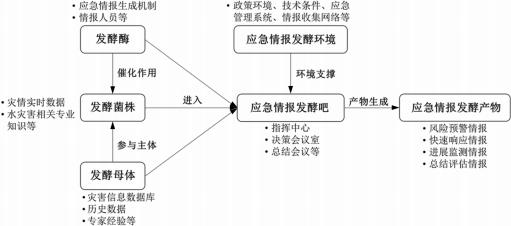 • 应急情报生成机制
• 情报人员等
• 政策环境、技术条件、应急
管理系统、情报收集网络等
发酵酶
应急情报发酵环境
催化作用
环境支撑
• 灾情实时数据
• 水灾害相关专业
知识等
发酵菌株
进入
应急情报发酵吧
产物生成
应急情报发酵产物
参与主体
• 指挥中心
• 决策会议室
• 总结会议等
• 风险预警情报
• 快速响应情报
• 进展监测情报
• 总结评估情报
发酵母体
• 灾害信息数据库
• 历史数据
• 专家经验等